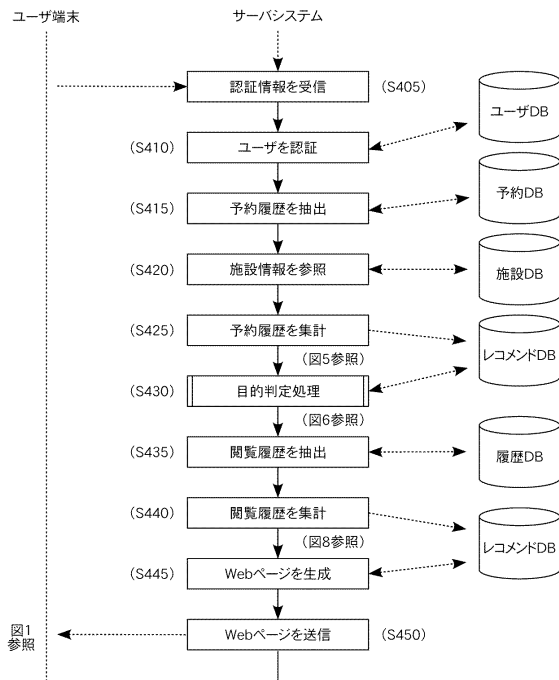 ユーザ端末
サーバシステム
認証情報を受信
(S405)
ユーザDB
(S410)
ユーザを認証
予約DB
(S415)
予約履歴を抽出
(S420)
施設情報を参照
施設DB
(S425)
予約履歴を集計
レコメンドDB
(図5参照)
(S430)
目的判定処理
(図6参照)
(S435)
閲覧履歴を抽出
履歴DB
(S440)
閲覧履歴を集計
レコメンドDB
(図8参照)
(S445)
Webページを生成
図1
参照
Webページを送信
(S450)